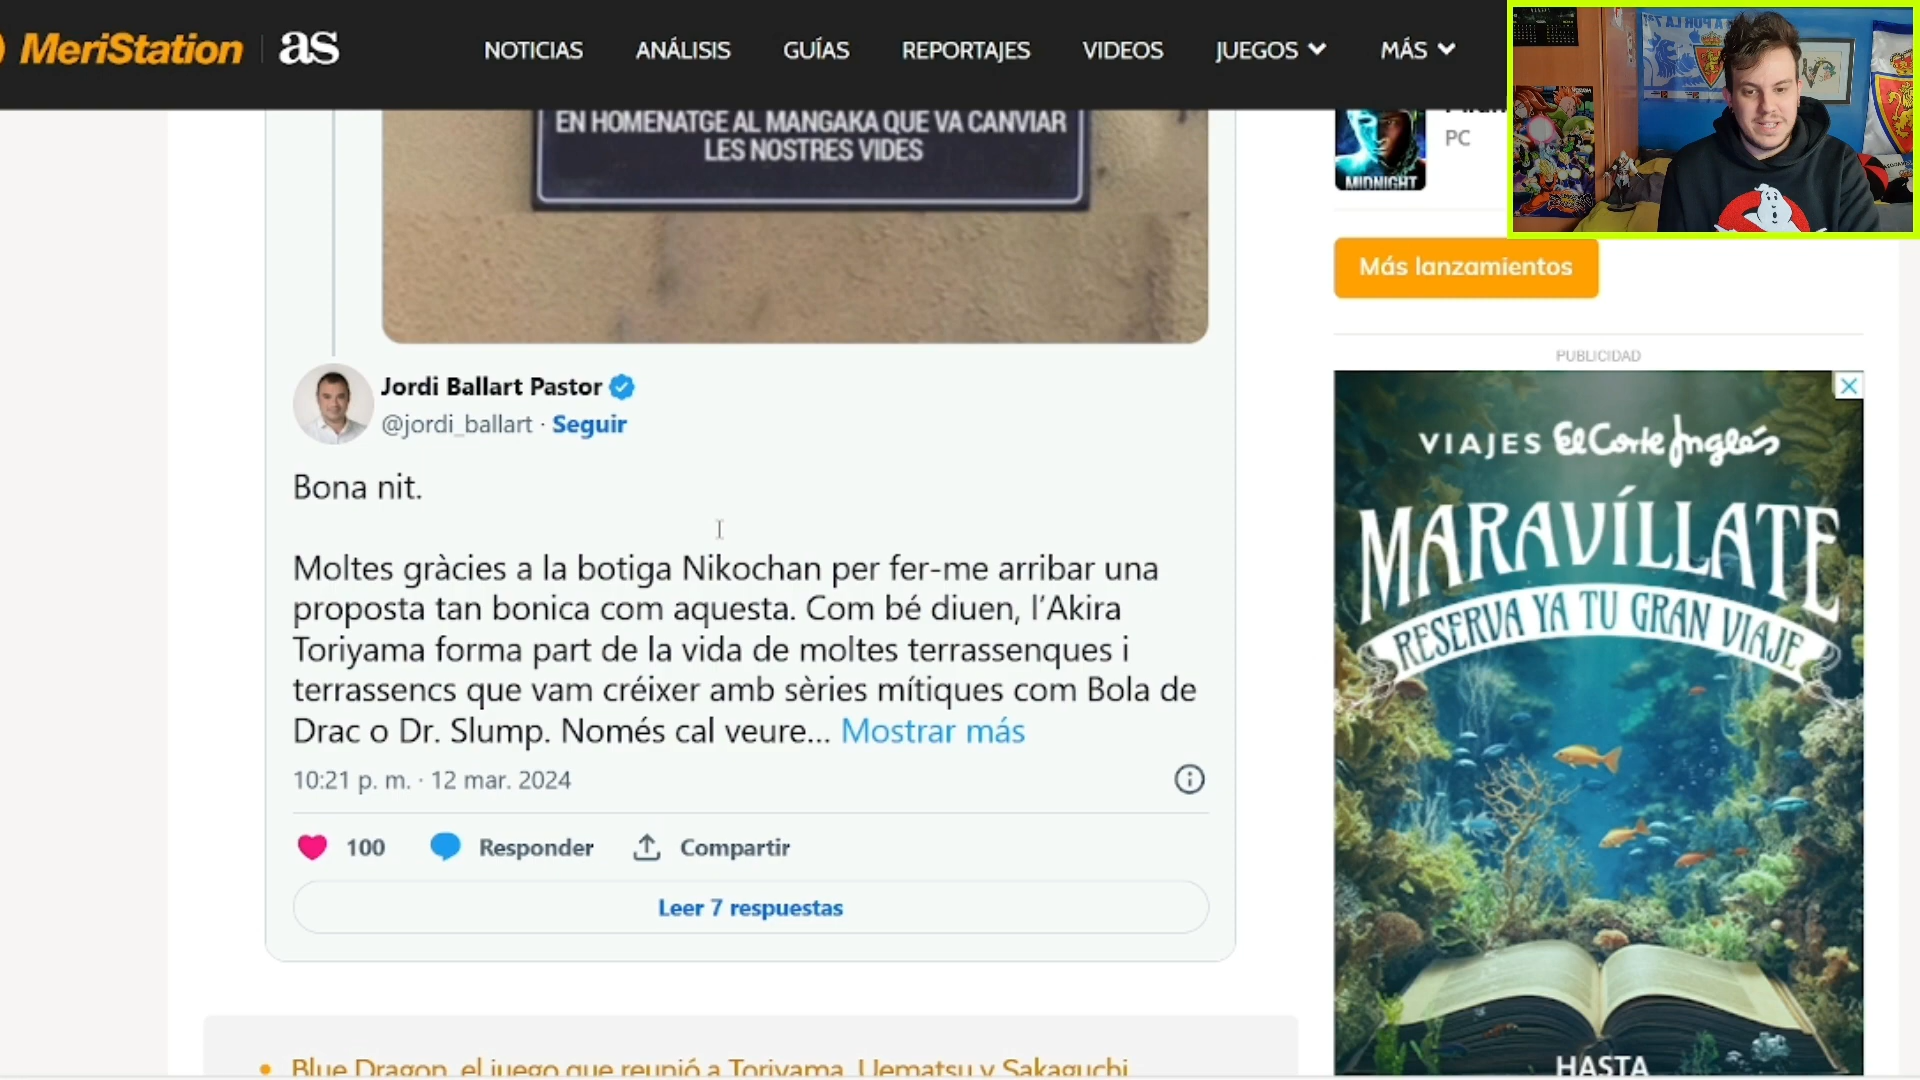 MeriStation
as
NOTICIAS
ANÁLISIS
GUÍAS
REPORTAJES
VIDEOS
JUEGOS
MÁS
EN HOMENATGE AL MANGAKA QUE VA CANVIAR
LES NOSTRES VIDES
PC
MIDNIGHT
Más lanzamientos
PUBLICIDAD
Jordi Ballart Pastor
@jordi_ballart · Seguir
Bona nit.
Moltes gràcies a la botiga Nikochan per fer-me arribar una
proposta tan bonica com aquesta. Com bé diuen, l'Akira
Toriyama forma part de la vida de moltes terrassenques i
terrassencs que vam créixer amb sèries mítiques com Bola de
Drac o Dr. Slump. Només cal veure... Mostrar más
10:21 p. m. · 12 mar. 2024
100
Responder
Compartir
Leer 7 respuestas
VIAJES El Corte Inglés
MARAVÍLLATE
RESERVA YA TU GRAN VIAJE
HASTA
Blue Dragon, el juego que reunió a Toriyama, Uematsu y Sakaguchi